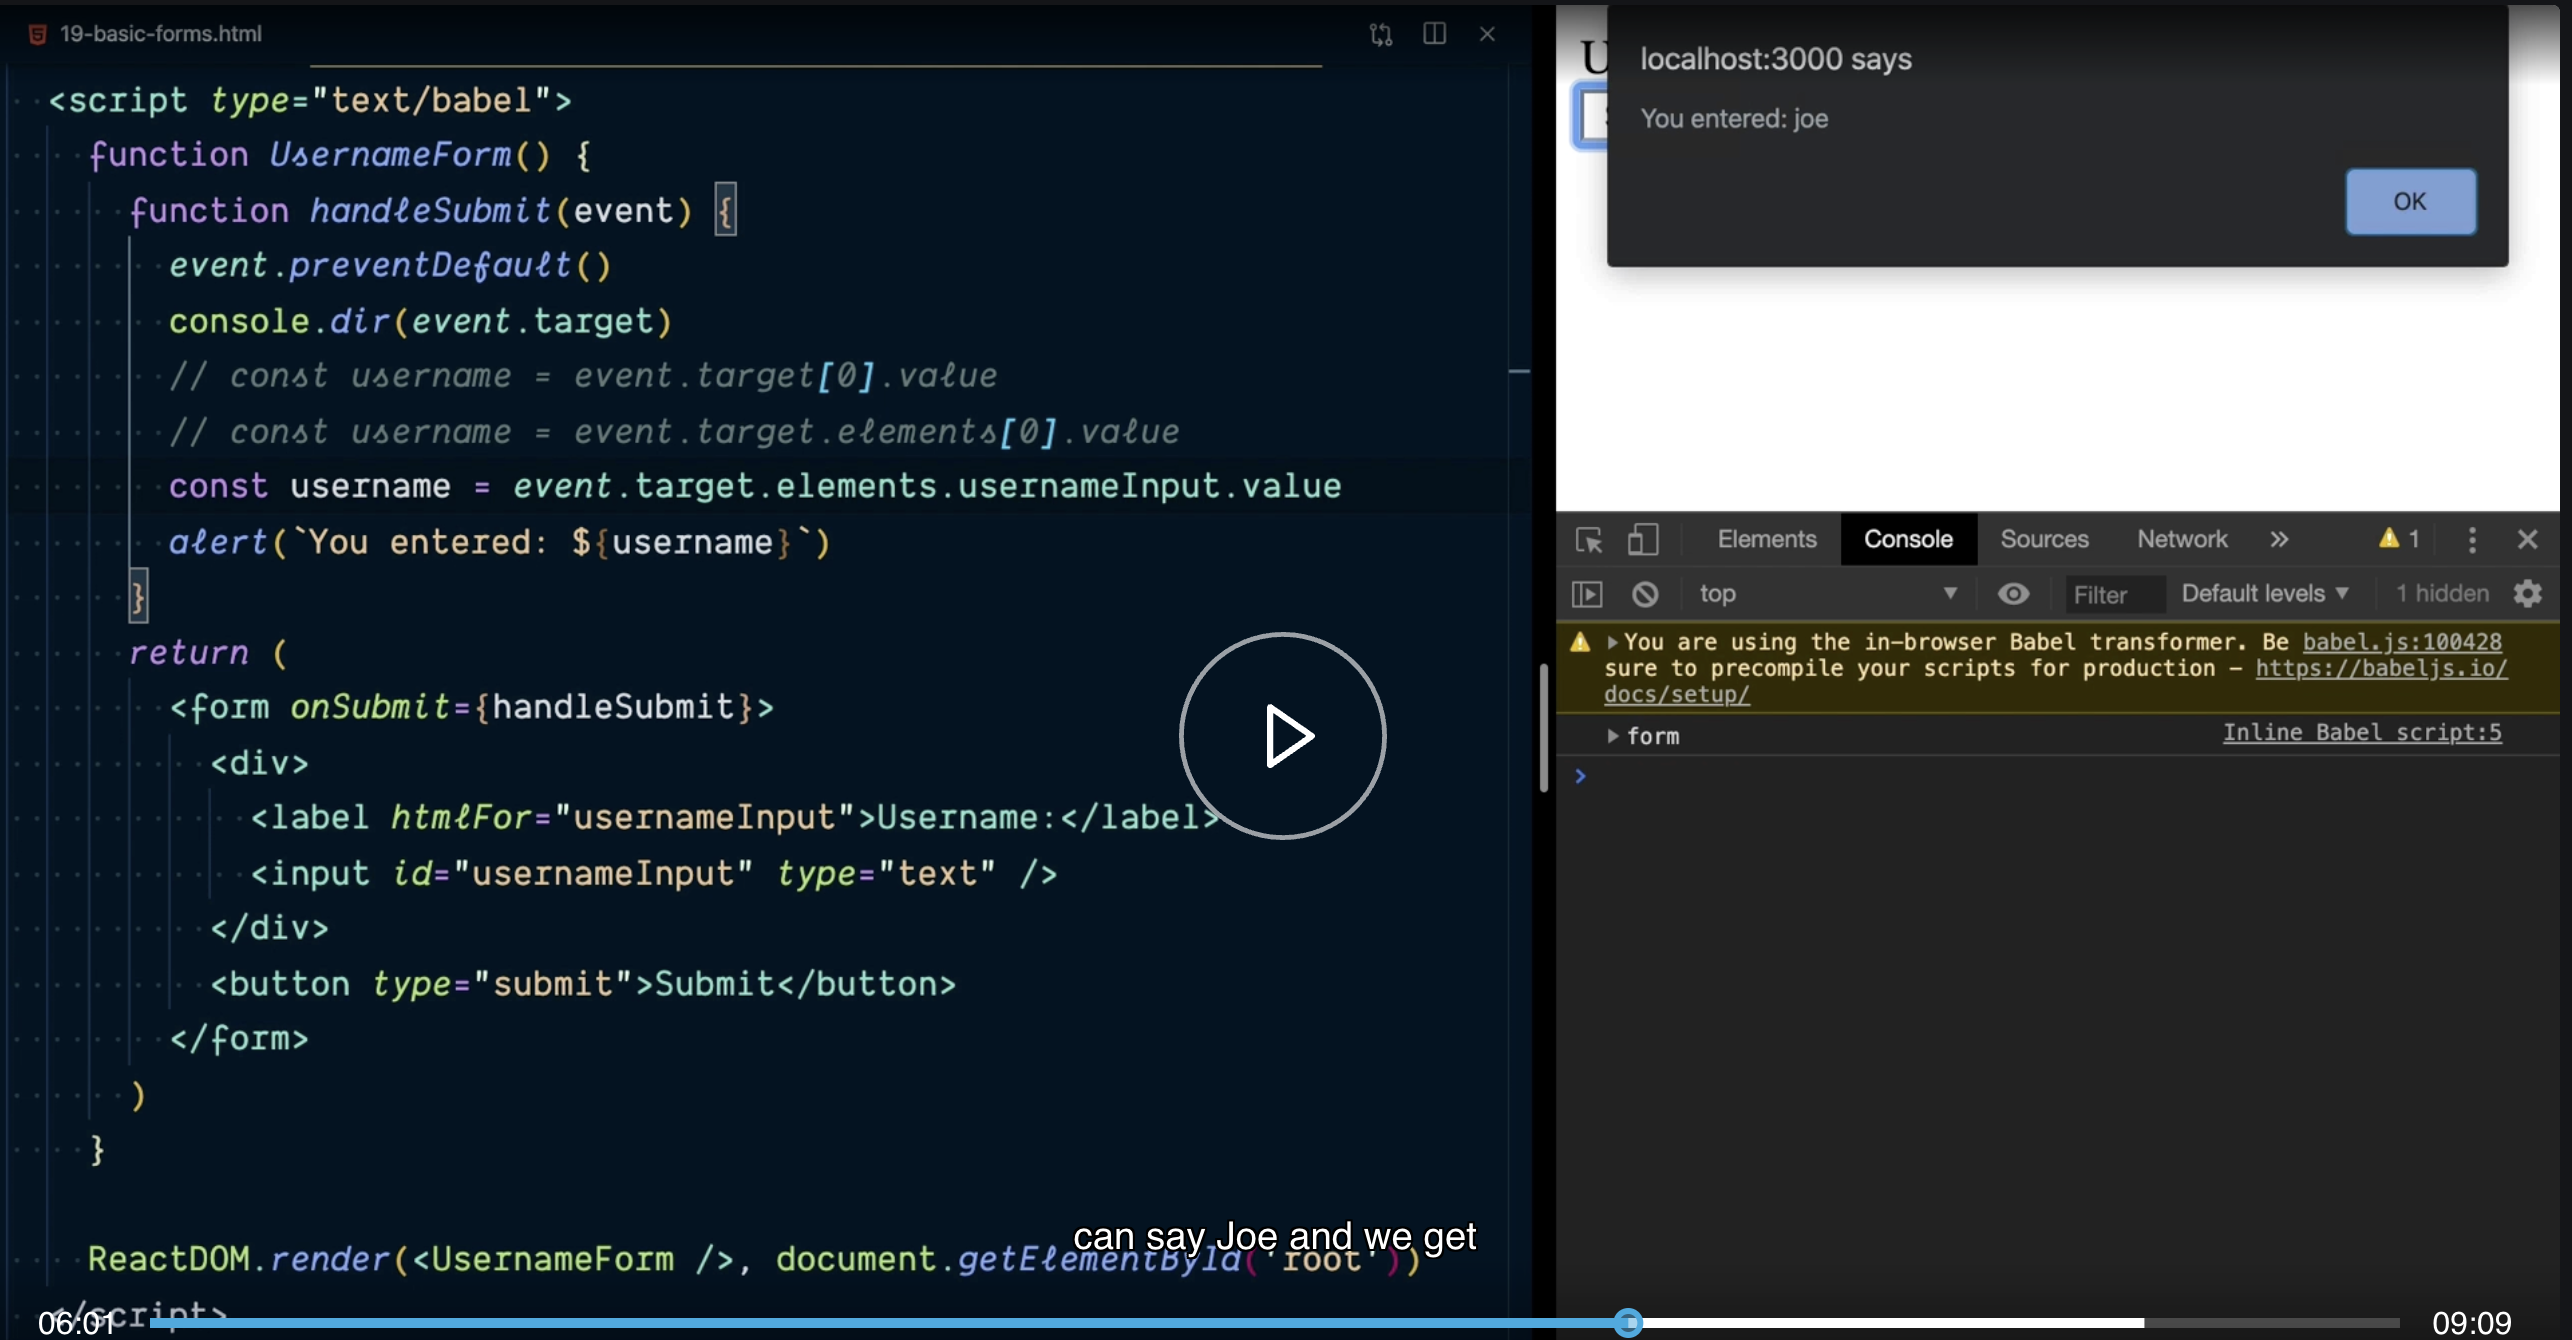 19-basic-forms.html
<script type="text/babel">
function UsernameForm() {
function handleSubmit(event) {
event.preventDefault()
console.dir(event.target)
// const username = event.target[0].value
// const username = event.target.elements[0].value
const username = event.target.elements.usernameInput.value
alert(`You entered: ${username}`)
}
return (
<form onSubmit={handleSubmit}>
<div>
<label htmlFor="usernameInput">Username:</label>
<input id="usernameInput" type="text" />
</div>
<button type="submit">Submit</button>
</form>
)
}
ReactDOM.render(<UsernameForm />, document.getElementById('root'))
</script>
can say Joe and we get
06:01
09:09
U
localhost:3000 says
You entered: joe
OK
Elements Console Sources Network » 1
top Filter Default levels 1 hidden
You are using the in-browser Babel transformer. Be babel.js:100428
sure to precompile your scripts for production – https://babeljs.io/
docs/setup/
form Inline Babel script:5